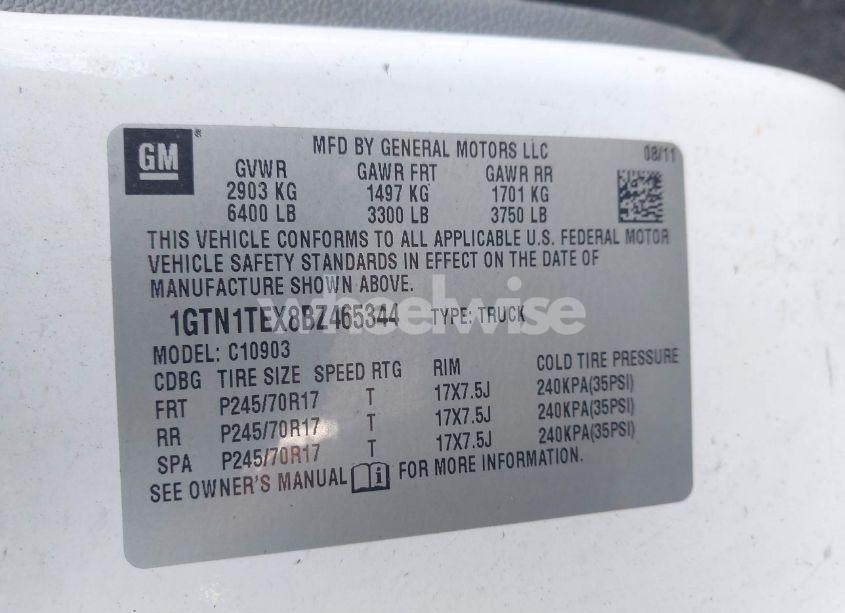 GM
MFD BY GENERAL MOTORS LLC 08/11
GVWR GAWR FRT GAWR RR
2903 KG 1497 KG 1701 KG
6400 LB 3300 LB 3750 LB
THIS VEHICLE CONFORMS TO ALL APPLICABLE U.S. FEDERAL MOTOR
VEHICLE SAFETY STANDARDS IN EFFECT ON THE DATE OF
MANUFACTURE SHOWN ABOVE.
1GTN1TEX8BZ465344 TYPE: TRUCK
wheelwise
MODEL: C10903
CDBG TIRE SIZE SPEED RTG RIM COLD TIRE PRESSURE
FRT P245/70R17 T 17X7.5J 240KPA(35PSI)
RR P245/70R17 T 17X7.5J 240KPA(35PSI)
SPA P245/70R17 T 17X7.5J 240KPA(35PSI)
SEE OWNER'S MANUAL i FOR MORE INFORMATION.